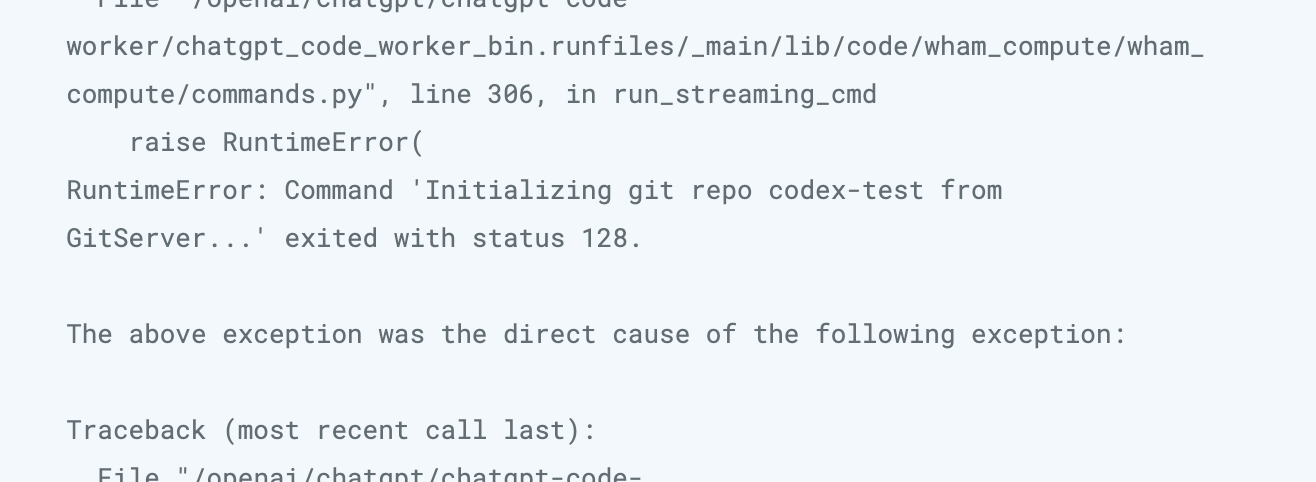 File "/openai/chatgpt/chatgpt-code-
worker/chatgpt_code_worker_bin.runfiles/_main/lib/code/wham_compute/wham_
compute/commands.py", line 306, in run_streaming_cmd
    raise RuntimeError(
RuntimeError: Command 'Initializing git repo codex-test from
GitServer...' exited with status 128.

The above exception was the direct cause of the following exception:

Traceback (most recent call last):
  File "/openai/chatgpt/chatgpt-code-